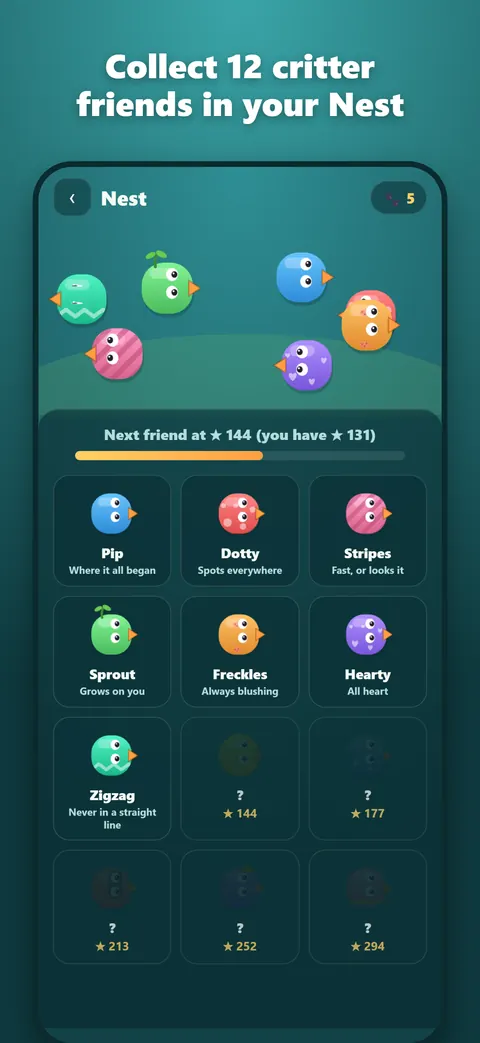 Collect 12 critter
friends in your Nest
‹ Nest 5
Next friend at ★ 144 (you have ★ 131)
Pip Dotty Stripes
Where it all began Spots everywhere Fast, or looks it
Sprout Freckles Hearty
Grows on you Always blushing All heart
Zigzag ? ?
Never in a straight ★ 144 ★ 177
line
? ? ?
★ 213 ★ 252 ★ 294